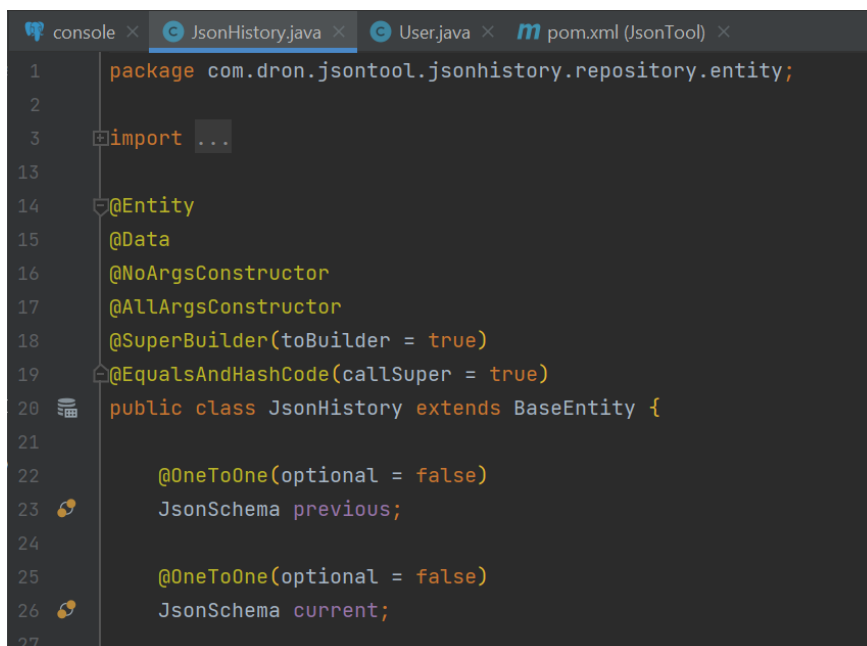 console × JsonHistory.java × User.java × pom.xml (JsonTool) ×
1 package com.dron.jsontool.jsonhistory.repository.entity;
2
3 import ...
13
14 @Entity
15 @Data
16 @NoArgsConstructor
17 @AllArgsConstructor
18 @SuperBuilder(toBuilder = true)
19 @EqualsAndHashCode(callSuper = true)
20 public class JsonHistory extends BaseEntity {
21
22 @OneToOne(optional = false)
23 JsonSchema previous;
24
25 @OneToOne(optional = false)
26 JsonSchema current;
27